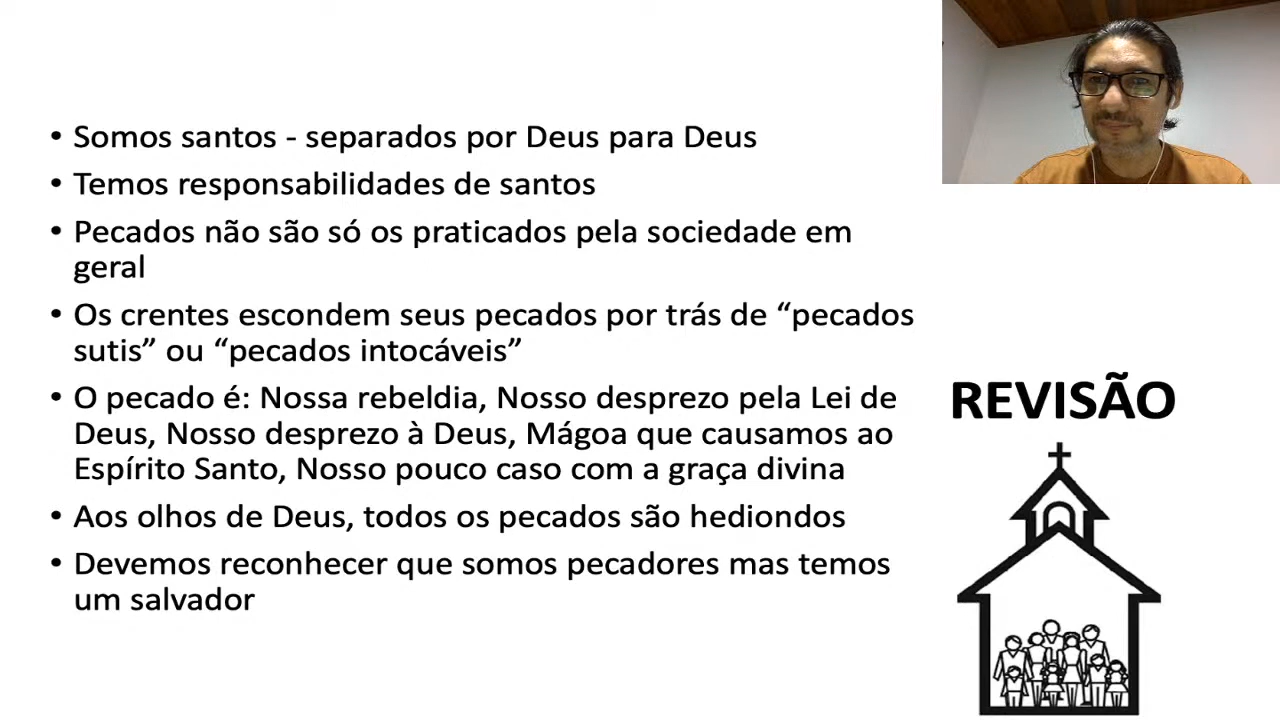 • Somos santos - separados por Deus para Deus
• Temos responsabilidades de santos
• Pecados não são só os praticados pela sociedade em
geral
• Os crentes escondem seus pecados por trás de “pecados
sutis” ou “pecados intocáveis”
• O pecado é: Nossa rebeldia, Nosso desprezo pela Lei de
Deus, Nosso desprezo à Deus, Mágoa que causamos ao
Espírito Santo, Nosso pouco caso com a graça divina
• Aos olhos de Deus, todos os pecados são hediondos
• Devemos reconhecer que somos pecadores mas temos
um salvador
REVISÃO